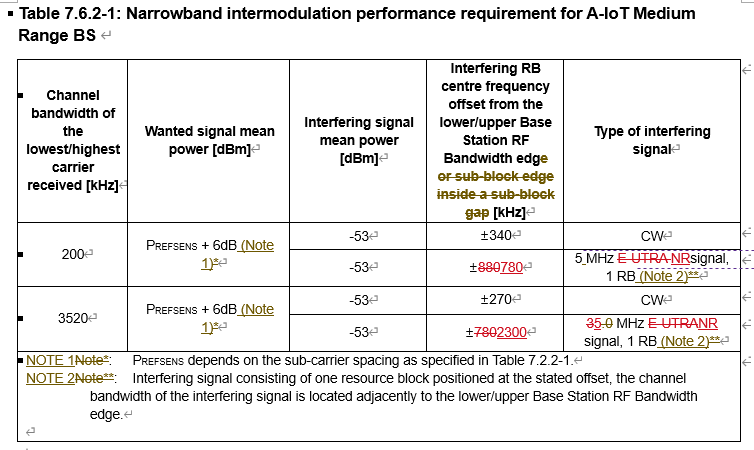 Table 7.6.2-1: Narrowband intermodulation performance requirement for A-IoT Medium
Range BS
Channel
bandwidth of
the
lowest/highest
carrier
received [kHz]
Wanted signal mean
power [dBm]
Interfering signal
mean power
[dBm]
Interfering RB
centre frequency
offset from the
lower/upper Base
Station RF
Bandwidth edge
or sub-block edge
inside a sub-block
gap [kHz]
Type of interfering
signal
200
PREFSENS + 6dB (Note
1)*
-53
±340
CW
-53
±880780
5 MHz E-UTRA NRsignal,
1 RB (Note 2)**
3520
PREFSENS + 6dB (Note
1)*
-53
±270
CW
-53
±7802300
35.0 MHz E-UTRANR
signal, 1 RB (Note 2)**
NOTE 1Note*: PREFSENS depends on the sub-carrier spacing as specified in Table 7.2.2-1.
NOTE 2Note**: Interfering signal consisting of one resource block positioned at the stated offset, the channel
bandwidth of the interfering signal is located adjacently to the lower/upper Base Station RF Bandwidth
edge.